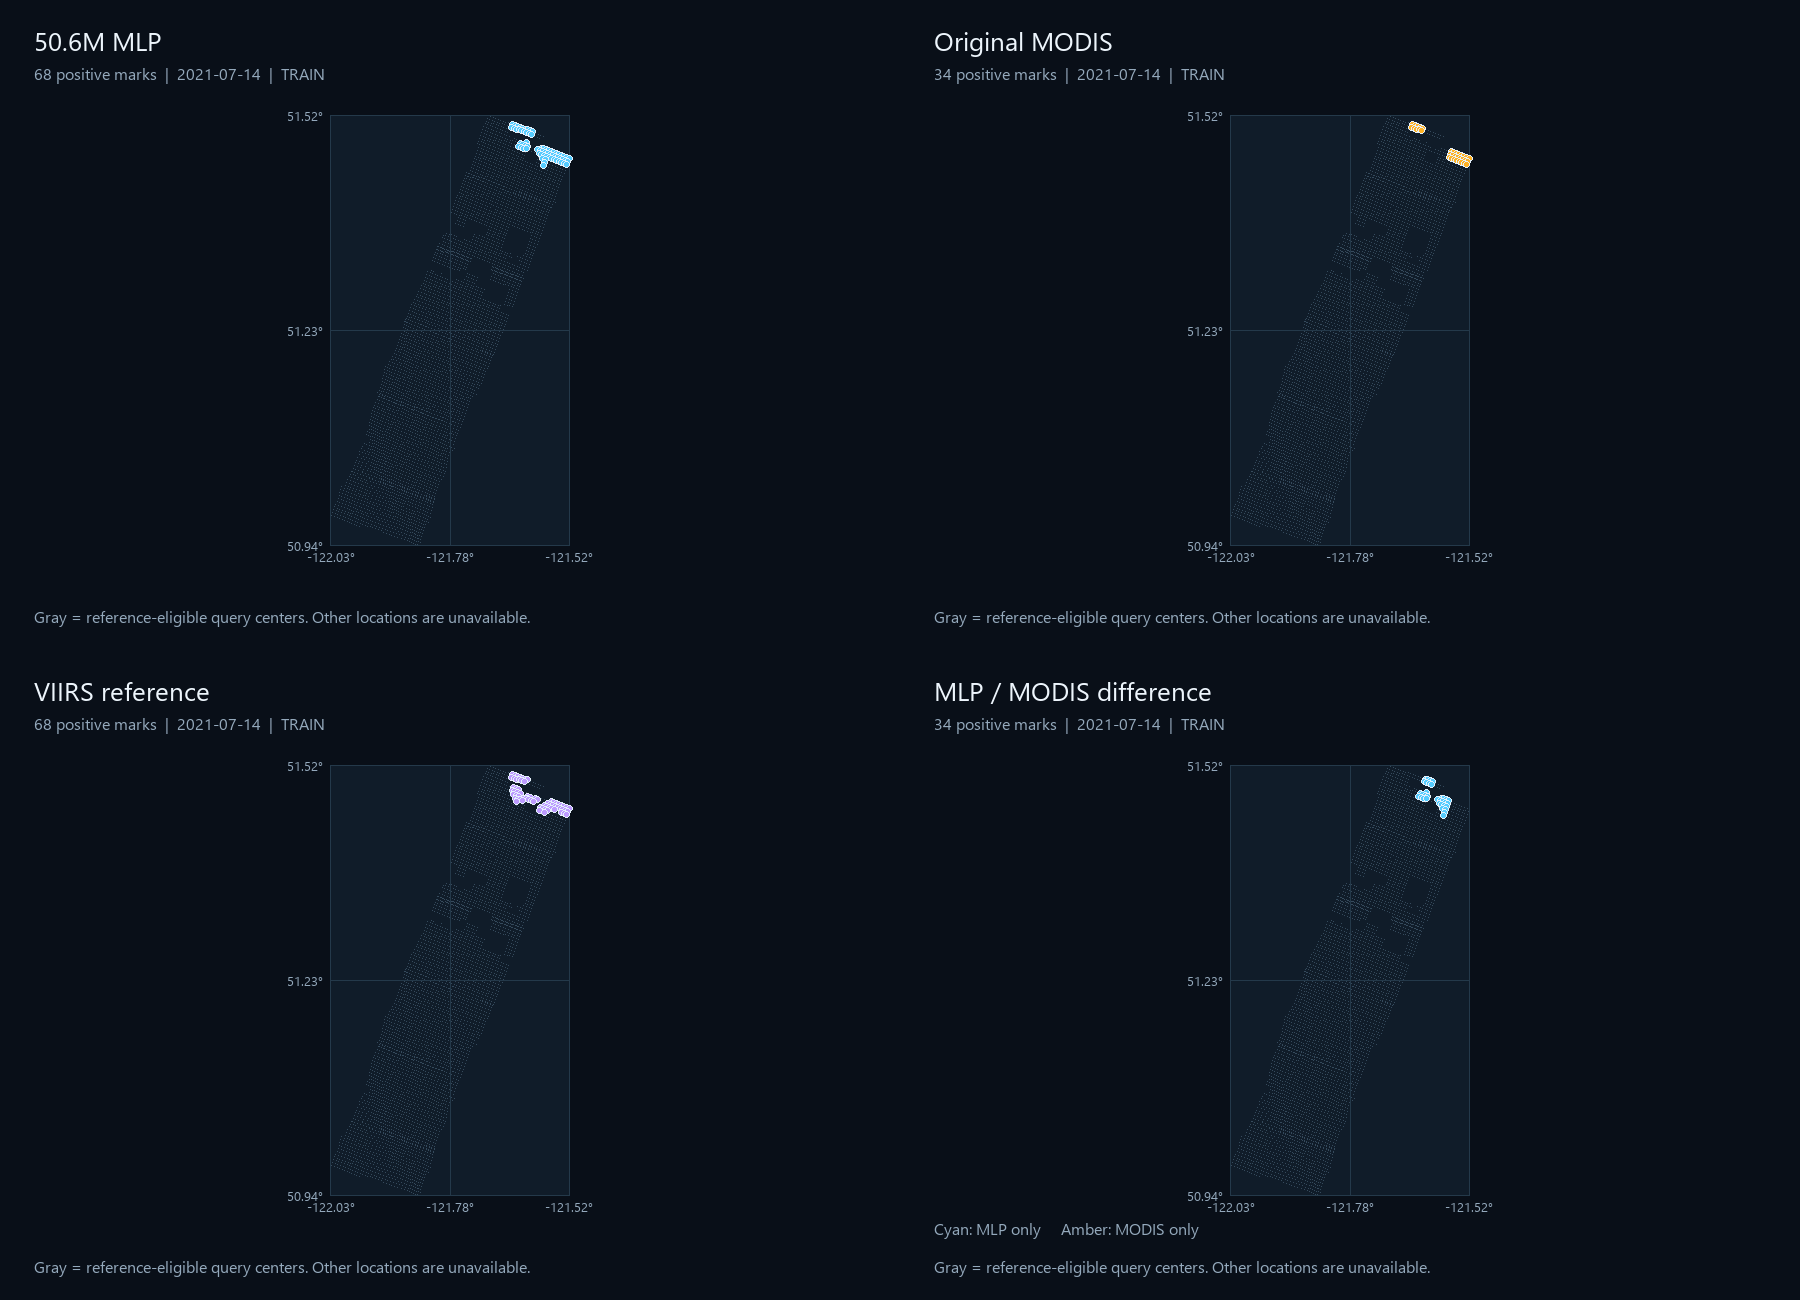 50.6M MLP
68 positive marks | 2021-07-14 | TRAIN
51.52°
51.23°
50.94°
-122.03°
-121.78°
-121.52°
Gray = reference-eligible query centers. Other locations are unavailable.
Original MODIS
34 positive marks | 2021-07-14 | TRAIN
51.52°
51.23°
50.94°
-122.03°
-121.78°
-121.52°
Gray = reference-eligible query centers. Other locations are unavailable.
VIIRS reference
68 positive marks | 2021-07-14 | TRAIN
51.52°
51.23°
50.94°
-122.03°
-121.78°
-121.52°
Gray = reference-eligible query centers. Other locations are unavailable.
MLP / MODIS difference
34 positive marks | 2021-07-14 | TRAIN
51.52°
51.23°
50.94°
-122.03°
-121.78°
-121.52°
Cyan: MLP only Amber: MODIS only
Gray = reference-eligible query centers. Other locations are unavailable.